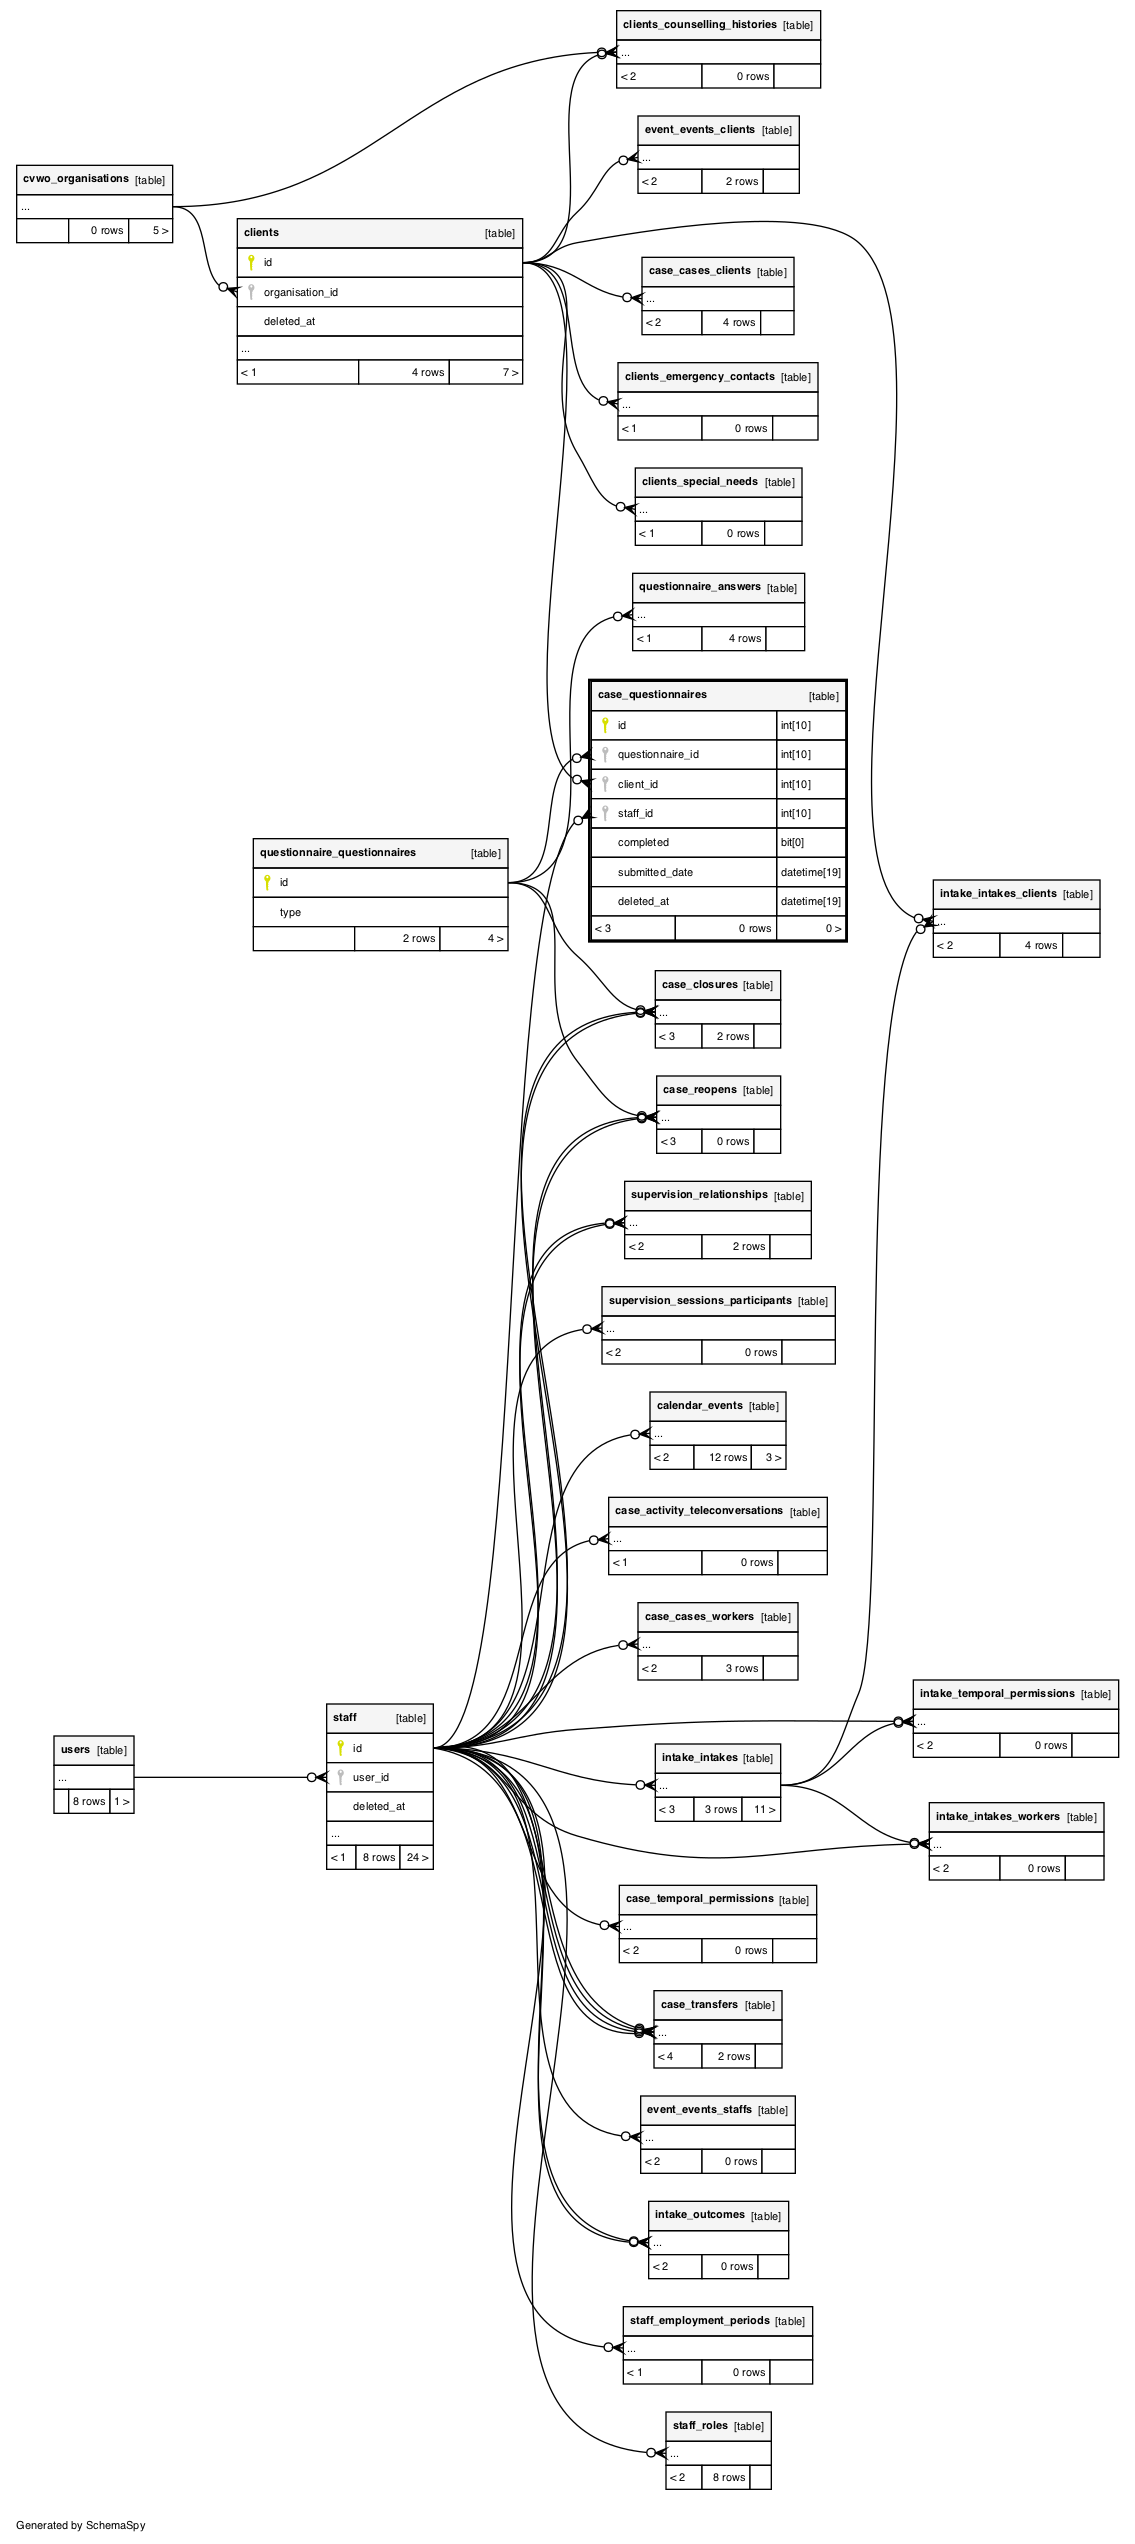 clients_counselling_histories [table]
...
< 2 0 rows
event_events_clients [table]
...
< 2 2 rows
cvwo_organisations [table]
...
0 rows 5 >
clients [table]
id
organisation_id
deleted_at
...
< 1 4 rows 7 >
case_cases_clients [table]
...
< 2 4 rows
clients_emergency_contacts [table]
...
< 1 0 rows
clients_special_needs [table]
...
< 1 0 rows
questionnaire_answers [table]
...
< 1 4 rows
case_questionnaires [table]
id int[10]
questionnaire_id int[10]
client_id int[10]
staff_id int[10]
completed bit[0]
submitted_date datetime[19]
deleted_at datetime[19]
< 3 0 rows 0 >
questionnaire_questionnaires [table]
id
type
2 rows 4 >
intake_intakes_clients [table]
...
< 2 4 rows
case_closures [table]
...
< 3 2 rows
case_reopens [table]
...
< 3 0 rows
supervision_relationships [table]
...
< 2 2 rows
supervision_sessions_participants [table]
...
< 2 0 rows
calendar_events [table]
...
< 2 12 rows 3 >
case_activity_teleconversations [table]
...
< 1 0 rows
case_cases_workers [table]
...
< 2 3 rows
intake_temporal_permissions [table]
...
< 2 0 rows
staff [table]
id
user_id
deleted_at
...
< 1 8 rows 24 >
users [table]
...
8 rows 1 >
intake_intakes [table]
...
< 3 3 rows 11 >
intake_intakes_workers [table]
...
< 2 0 rows
case_temporal_permissions [table]
...
< 2 0 rows
case_transfers [table]
...
< 4 2 rows
event_events_staffs [table]
...
< 2 0 rows
intake_outcomes [table]
...
< 2 0 rows
staff_employment_periods [table]
...
< 1 0 rows
staff_roles [table]
...
< 2 8 rows
Generated by SchemaSpy